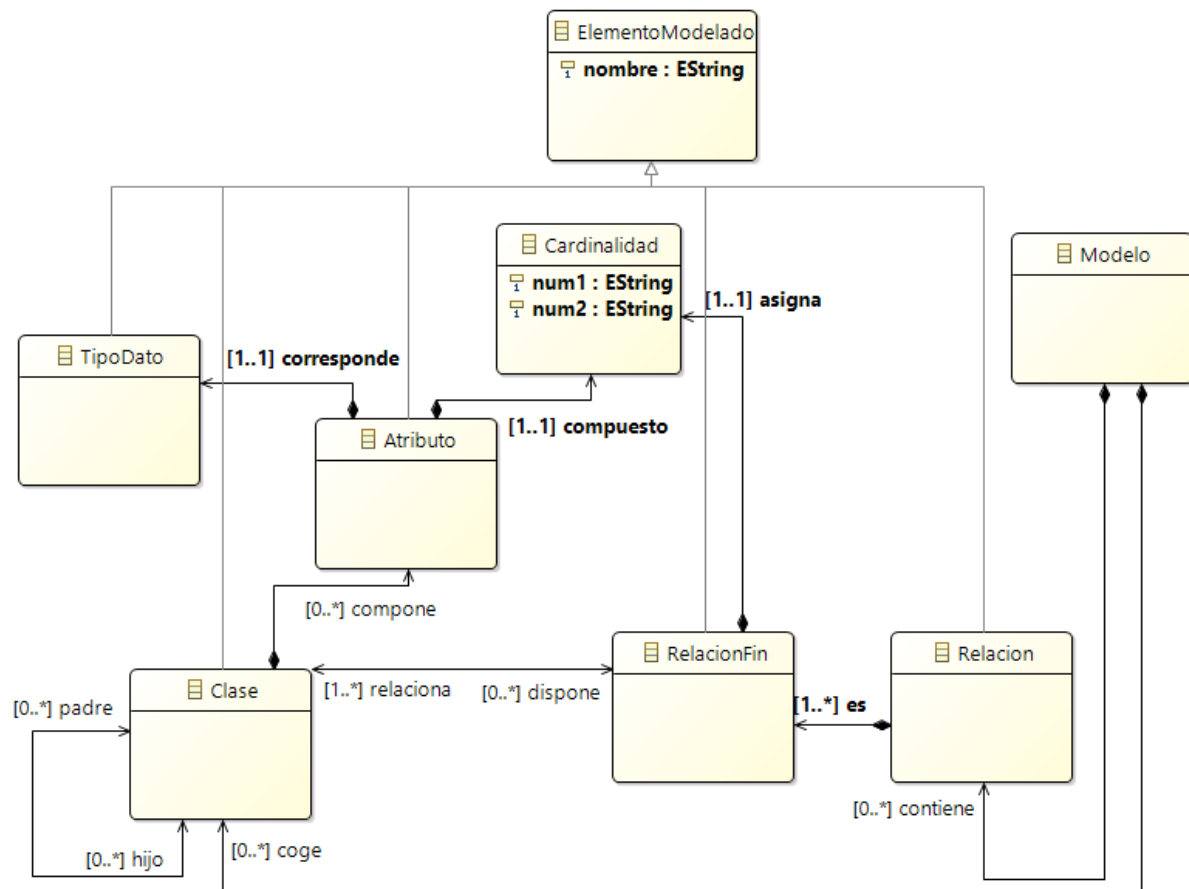 ElementoModelado
nombre : EString
Cardinalidad
num1 : EString
num2 : EString
[1..1] asigna
Modelo
TipoDato
[1..1] corresponde
[1..1] compuesto
Atributo
[0..*] compone
Clase
[1..*] relaciona
[0..*] dispone
RelacionFin
Relacion
[0..*] padre
[1..*] es
[0..*] contiene
[0..*] hijo
[0..*] coge